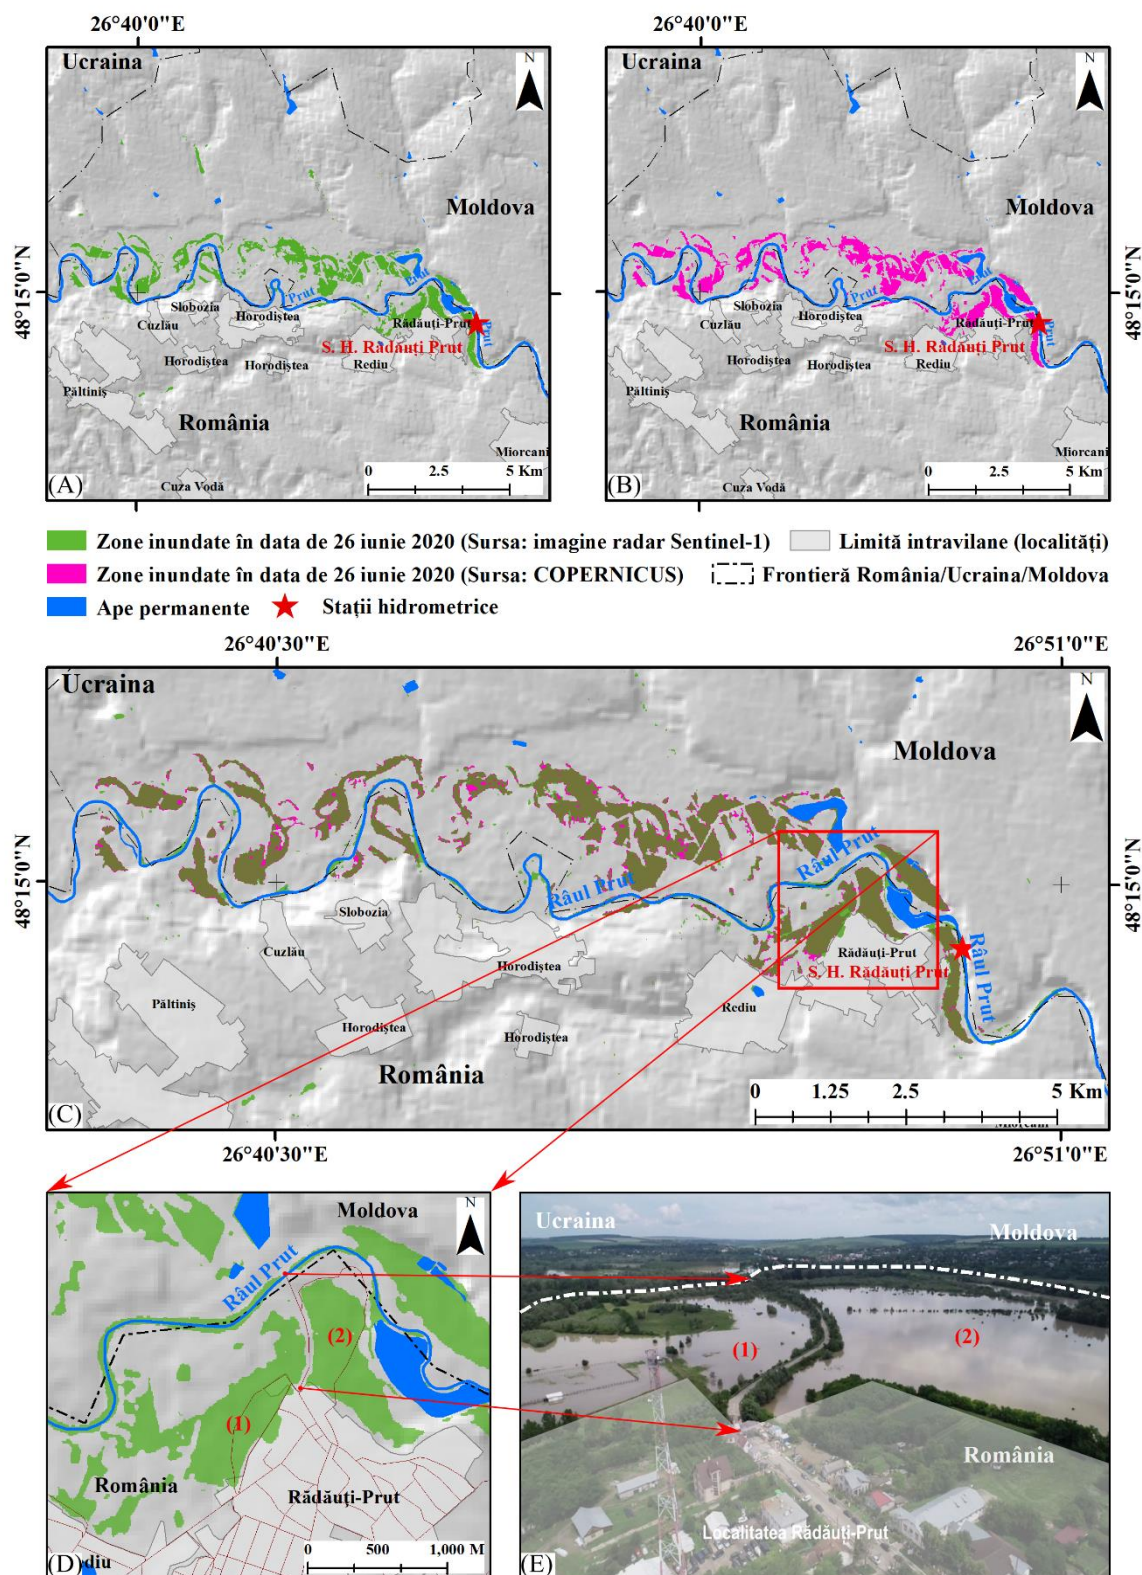 26°40'0"E
26°40'0"E
Ucraina
N
Ucraina
N
Moldova
Moldova
48°15'0"N
48°15'0"N
Prut
Prut
Prut
Prut
Slobozia
Cuzlău
Horodiștea
Rădăuți-Prut
Prut
Slobozia
Cuzlău
Horodiștea
Rădăuți-Prut
Prut
S. H. Rădăuți Prut
S. H. Rădăuți Prut
Horodiștea
Horodiștea
Rediu
Horodiștea
Horodiștea
Rediu
Păltiniș
Păltiniș
România
România
Miorcani
Miorcani
0 2.5 5 Km
0 2.5 5 Km
Cuza Vodă
Cuza Vodă
(A)
(B)
Zone inundate în data de 26 iunie 2020 (Sursa: imagine radar Sentinel-1)
Limită intravilane (localități)
Zone inundate în data de 26 iunie 2020 (Sursa: COPERNICUS)
Frontieră România/Ucraina/Moldova
Ape permanente
Stații hidrometrice
26°40'30"E
26°51'0"E
Ucraina
N
Moldova
48°15'0"N
48°15'0"N
Râul Prut
Râul Prut
Râul Prut
Slobozia
Cuzlău
Horodiștea
Rădăuți-Prut
S. H. Rădăuți Prut
Păltiniș
Rediu
Horodiștea
Horodiștea
România
0 1.25 2.5 5 Km
Miorcani
(C)
26°40'30"E
26°51'0"E
Moldova
N
Râul Prut
(2)
(1)
România
Rădăuți-Prut
0 500 1,000 M
diu
(D)
Ucraina
Moldova
(1)
(2)
România
Localitatea Rădăuți-Prut
(E)